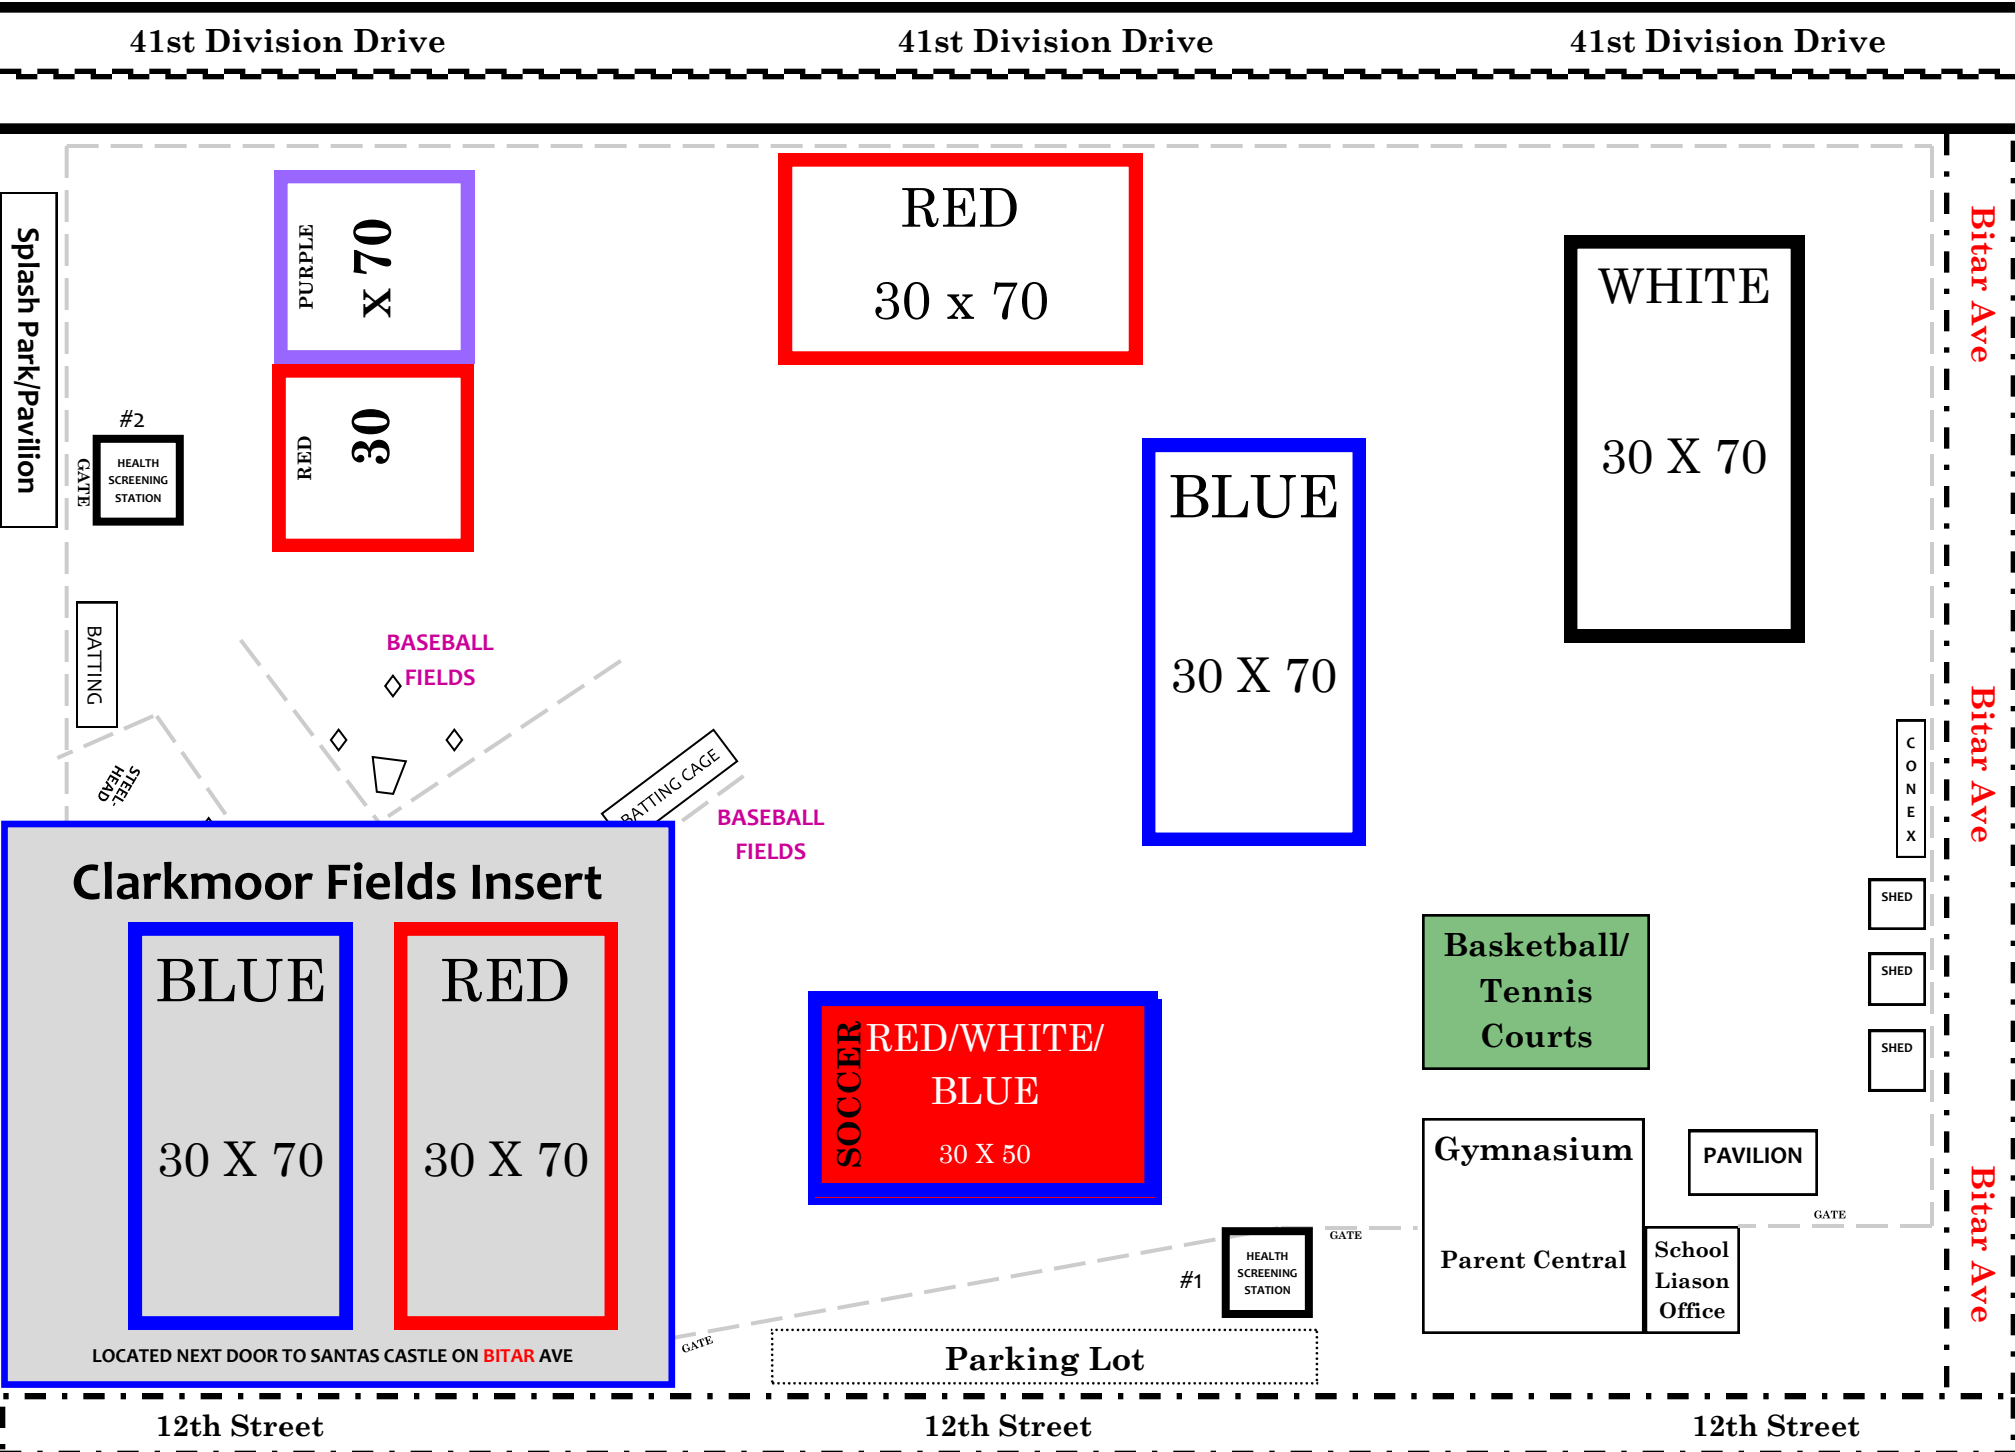 41st Division Drive
41st Division Drive
41st Division Drive
Splash Park/Pavilion
PURPLE
x 70
RED
30 x 70
WHITE
30 X 70
Bitar Ave
#2
GATE
HEALTH
SCREENING
STATION
RED
30
BLUE
30 X 70
BATTING
BASEBALL
FIELDS
STEEL-
HEAD
BATTING CAGE
BASEBALL
FIELDS
Bitar Ave
C
O
N
E
X
SHED
SHED
SHED
Clarkmoor Fields Insert
BLUE
30 X 70
RED
30 X 70
LOCATED NEXT DOOR TO SANTAS CASTLE ON BITAR AVE
SOCCER
RED/WHITE/
BLUE
30 X 50
Basketball/
Tennis
Courts
Gymnasium
Parent Central
PAVILION
GATE
School
Liason
Office
Bitar Ave
#1
HEALTH
SCREENING
STATION
GATE
GATE
Parking Lot
12th Street
12th Street
12th Street